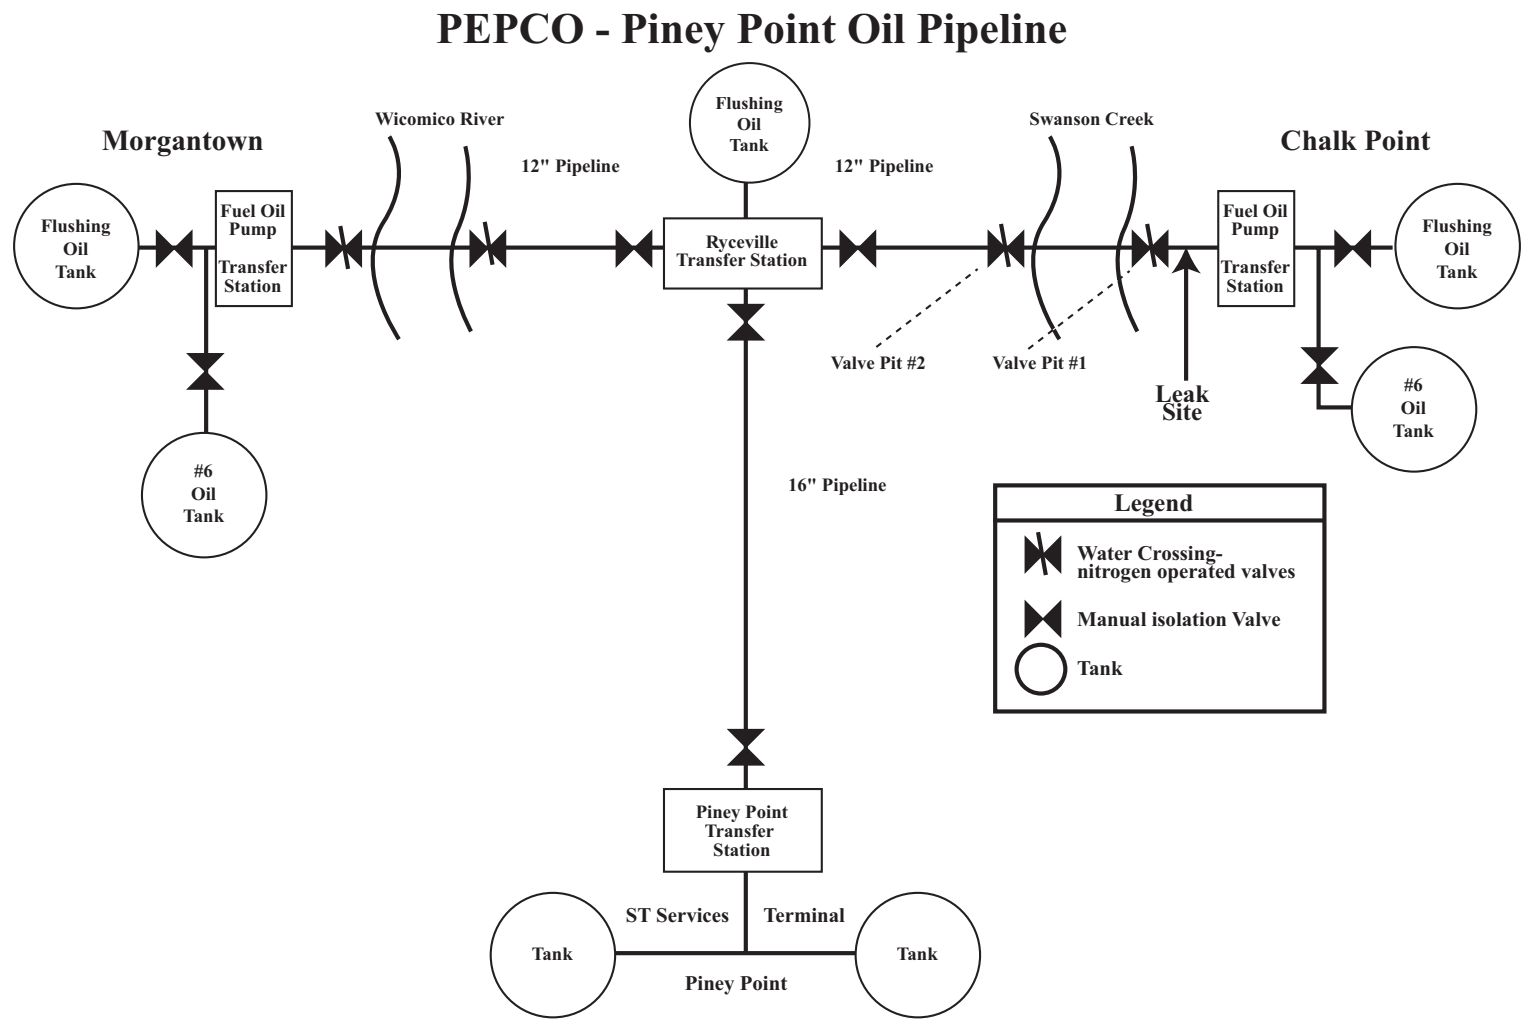 PEPCO - Piney Point Oil Pipeline
Morgantown
Wicomico River
12" Pipeline
Flushing
Oil
Tank
12" Pipeline
Swanson Creek
Chalk Point
Flushing
Oil
Tank
Fuel Oil
Pump
Transfer
Station
Ryceville
Transfer Station
Fuel Oil
Pump
Transfer
Station
Flushing
Oil
Tank
Valve Pit #2
Valve Pit #1
Leak
Site
#6
Oil
Tank
#6
Oil
Tank
16" Pipeline
Legend
Water Crossing-
nitrogen operated valves
Manual isolation Valve
Tank
Piney Point
Transfer
Station
ST Services
Terminal
Tank
Tank
Piney Point